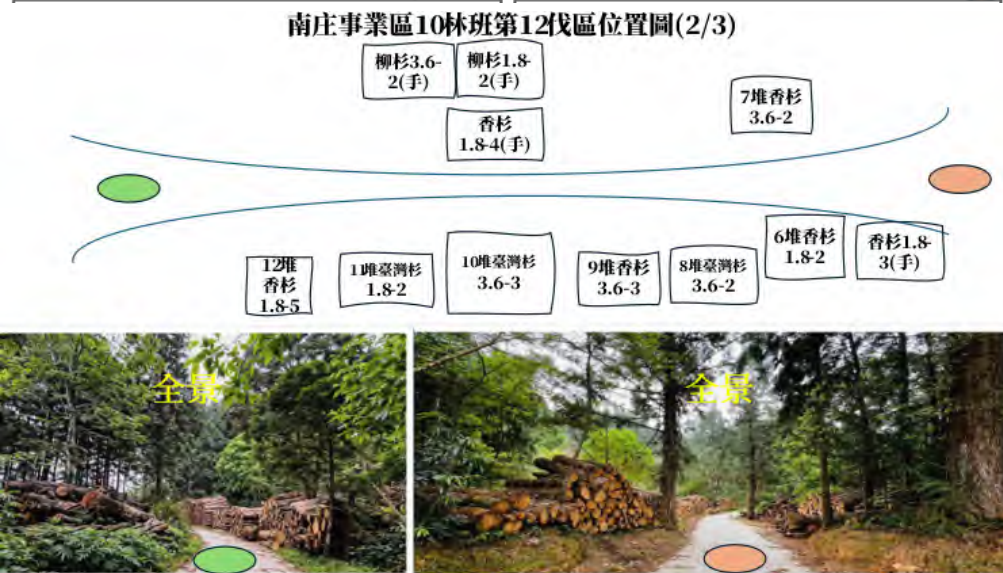 南庄事業區10林班第12伐區位置圖(2/3)
柳杉3.6-
2(手)
柳杉1.8-
2(手)
香杉
1.8-4(手)
7堆香杉
3.6-2
12堆
香杉
1.8-5
11堆臺灣杉
1.8-2
10堆臺灣杉
3.6-3
9堆香杉
3.6-3
8堆臺灣杉
3.6-2
6堆香杉
1.8-2
香杉1.8-
3(手)
全景
全景